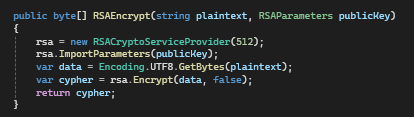 public byte[] RSAEncrypt(string plaintext, RSAParameters publicKey)
{
rsa = new RSACryptoServiceProvider(512);
rsa.ImportParameters(publicKey);
var data = Encoding.UTF8.GetBytes(plaintext);
var cypher = rsa.Encrypt(data, false);
return cypher;
}